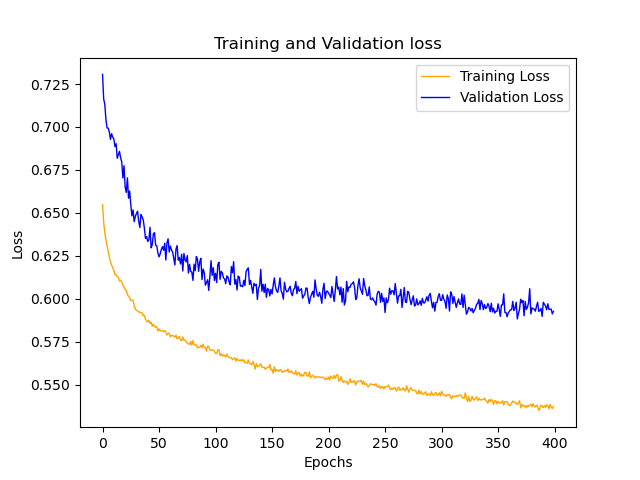 Training and Validation loss
Training Loss
Validation Loss
0.725
0.700
0.675
0.650
0.625
0.600
0.575
0.550
Loss
0 50 100 150 200 250 300 350 400
Epochs